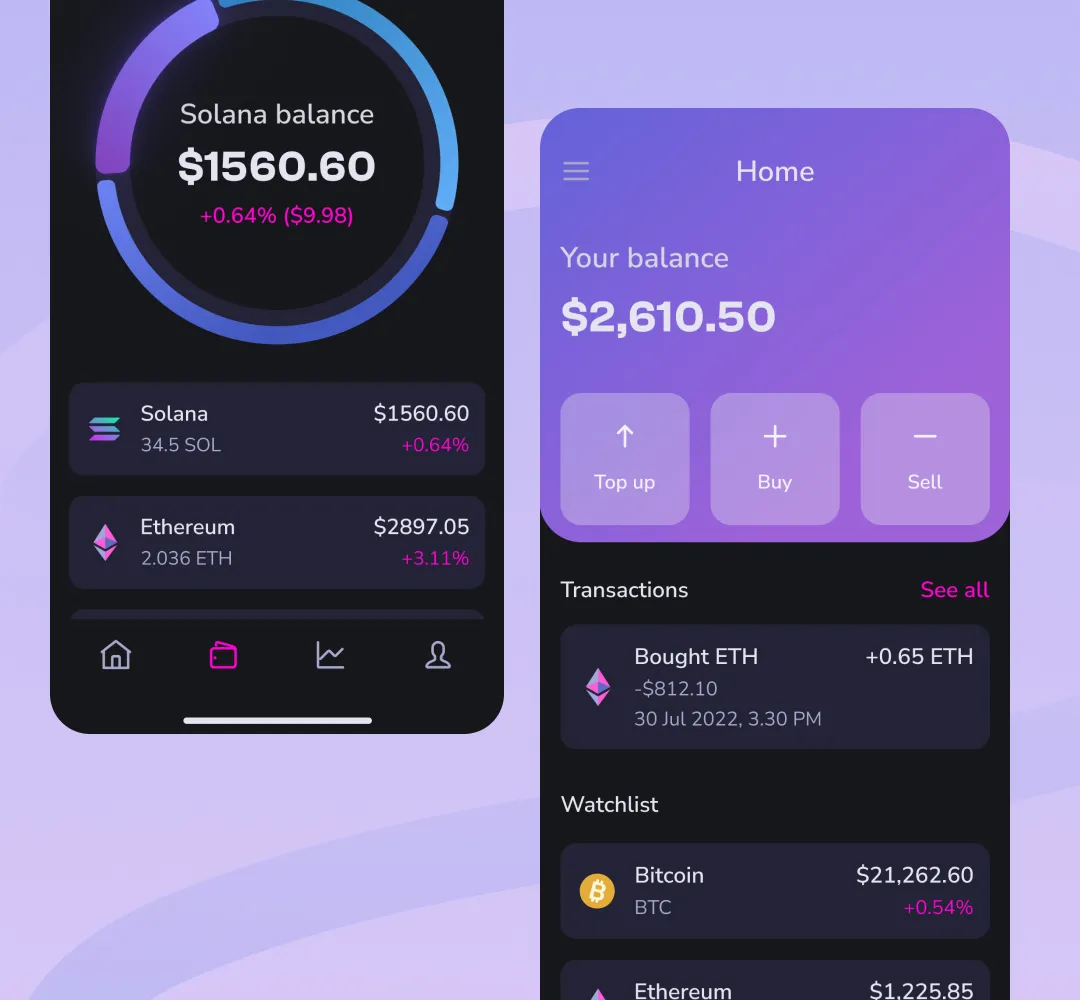 Solana balance
$1560.60
+0.64% ($9.98)
Solana
$1560.60
34.5 SOL
+0.64%
Ethereum
$2897.05
2.036 ETH
+3.11%
Home
Your balance
$2,610.50
Top up
Buy
Sell
Transactions
See all
Bought ETH
+0.65 ETH
-$812.10
30 Jul 2022, 3.30 PM
Watchlist
Bitcoin
$21,262.60
BTC
+0.54%
Ethereum
$1,225.85